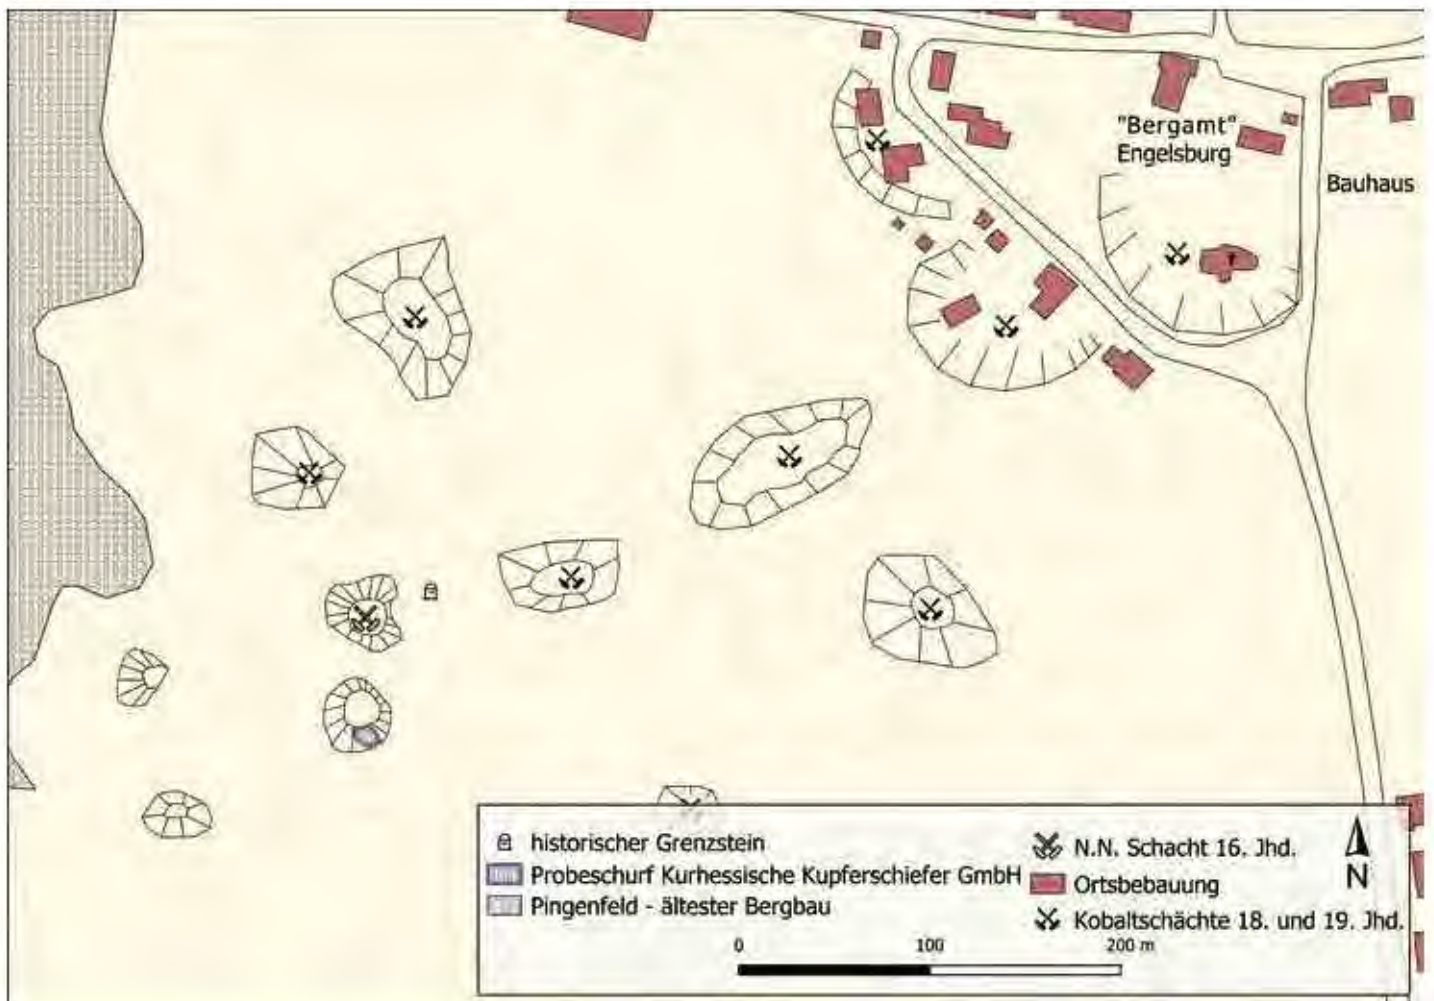 "Bergamt"
Engelsburg
Bauhaus
historischer Grenzstein
Probeschurf Kurhessische Kupferschiefer GmbH
Pingenfeld - ältester Bergbau
N.N. Schacht 16. Jhd.
Ortsbebauung
Kobaltschächte 18. und 19. Jhd.
N
0 100 200 m